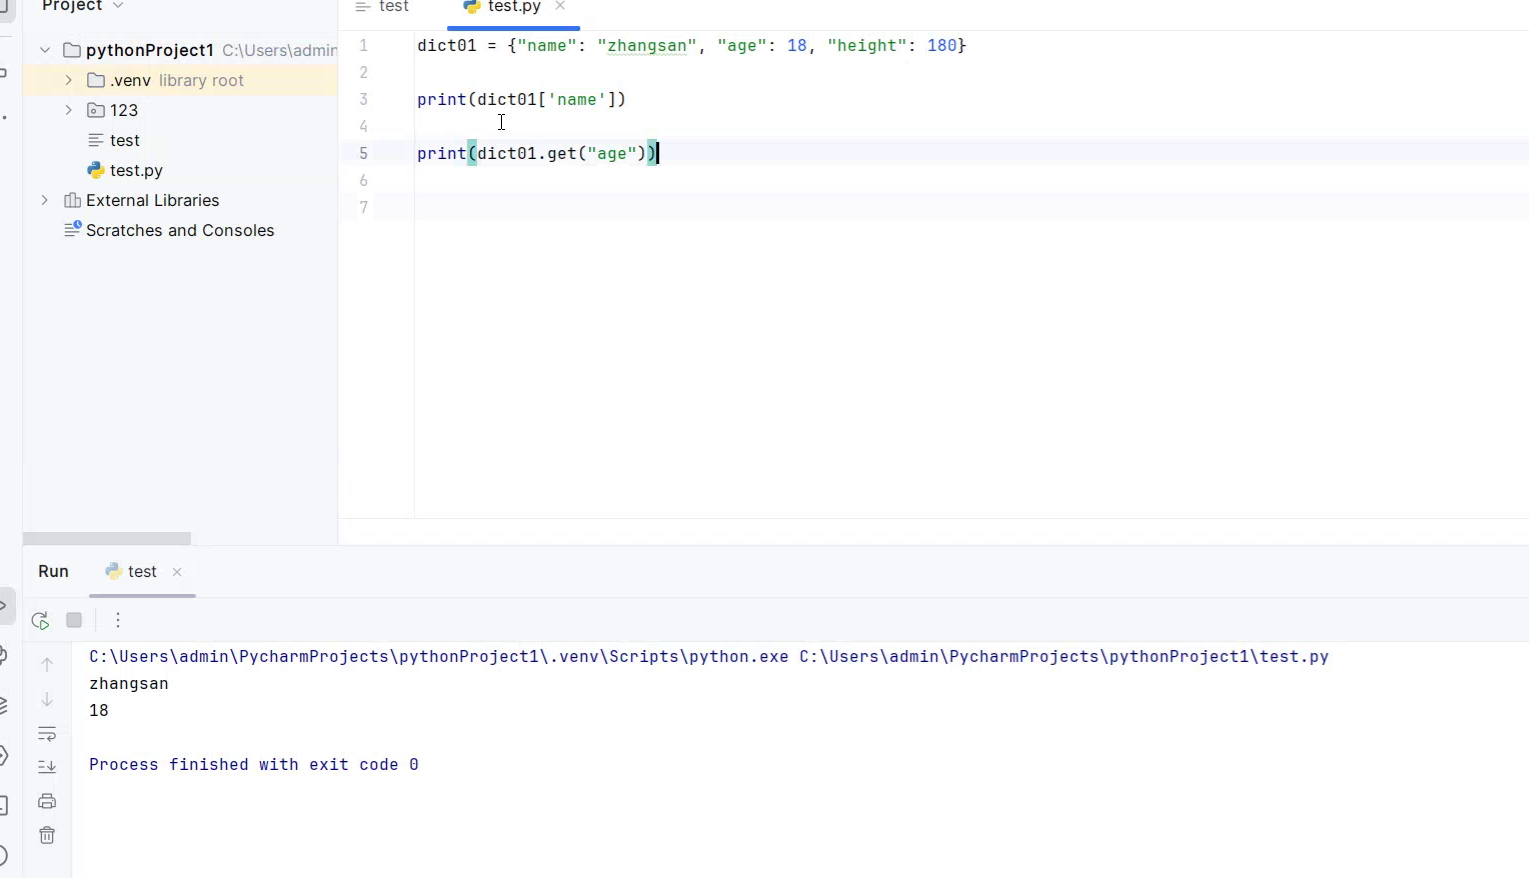 Project
pythonProject1 C:\Users\admin
.venv library root
123
test
test.py
External Libraries
Scratches and Consoles
test
test.py
1 dict01 = {"name": "zhangsan", "age": 18, "height": 180}
2
3 print(dict01['name'])
4
5 print(dict01.get("age"))
6
7
Run
test
C:\Users\admin\PycharmProjects\pythonProject1\.venv\Scripts\python.exe C:\Users\admin\PycharmProjects\pythonProject1\test.py
zhangsan
18
Process finished with exit code 0